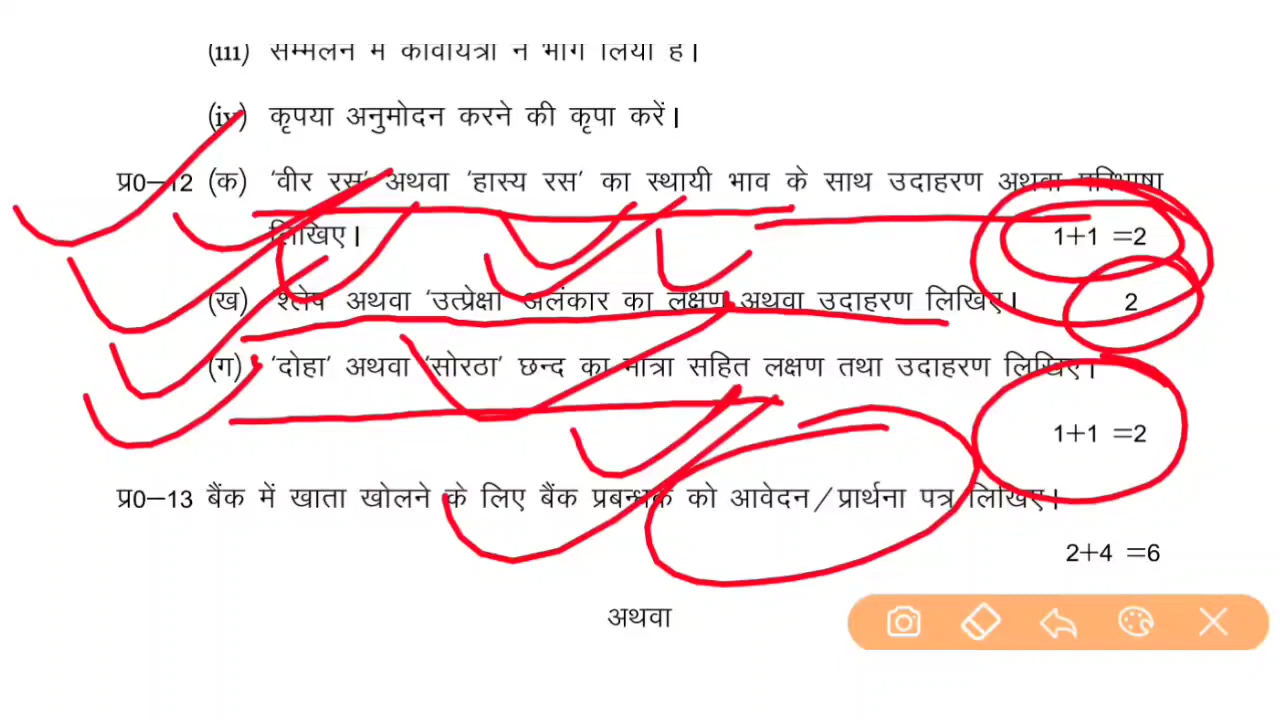 (iii) सम्मेलन में कवियित्री ने भाग लिया है।
(iv) कृपया अनुमोदन करने की कृपा करें।
प्र0–12 (क) 'वीर रस' अथवा 'हास्य रस' का स्थायी भाव के साथ उदाहरण अथवा परिभाषा
लिखिए। 1+1 =2
(ख) 'श्लेष' अथवा 'उत्प्रेक्षा' अलंकार का लक्षण अथवा उदाहरण लिखिए। 2
(ग) 'दोहा' अथवा 'सोरठा' छन्द का मात्रा सहित लक्षण तथा उदाहरण लिखिए।
1+1 =2
प्र0–13 बैंक में खाता खोलने के लिए बैंक प्रबन्धक को आवेदन/प्रार्थना पत्र लिखिए।
2+4 =6
अथवा